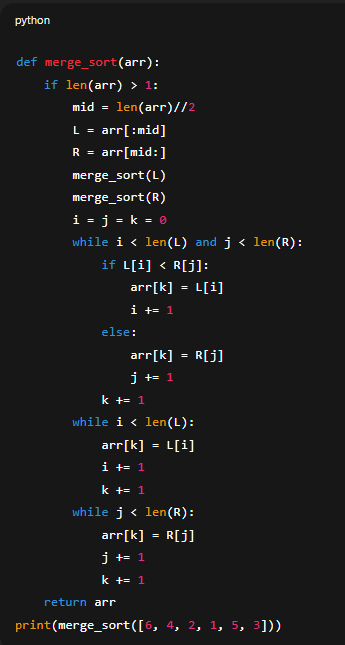 python
def merge_sort(arr):
    if len(arr) > 1:
        mid = len(arr)//2
        L = arr[:mid]
        R = arr[mid:]
        merge_sort(L)
        merge_sort(R)
        i = j = k = 0
        while i < len(L) and j < len(R):
            if L[i] < R[j]:
                arr[k] = L[i]
                i += 1
            else:
                arr[k] = R[j]
                j += 1
            k += 1
        while i < len(L):
            arr[k] = L[i]
            i += 1
            k += 1
        while j < len(R):
            arr[k] = R[j]
            j += 1
            k += 1
    return arr
print(merge_sort([6, 4, 2, 1, 5, 3]))